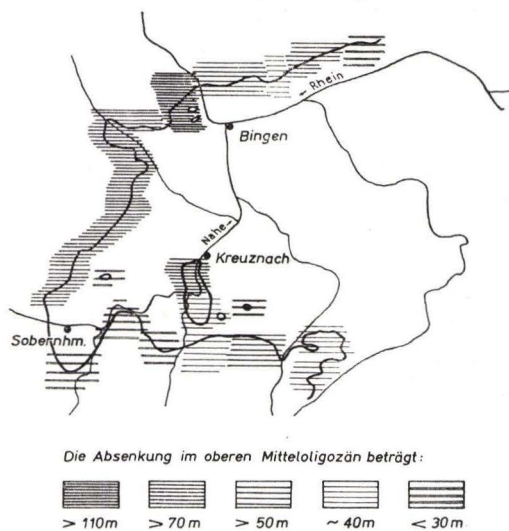 ← Rhein
Bingen
Nahe→
Kreuznach
Sobernhm.
Die Absenkung im oberen Mitteloligozän beträgt:
> 110 m
> 70 m
> 50 m
~ 40 m
< 30 m